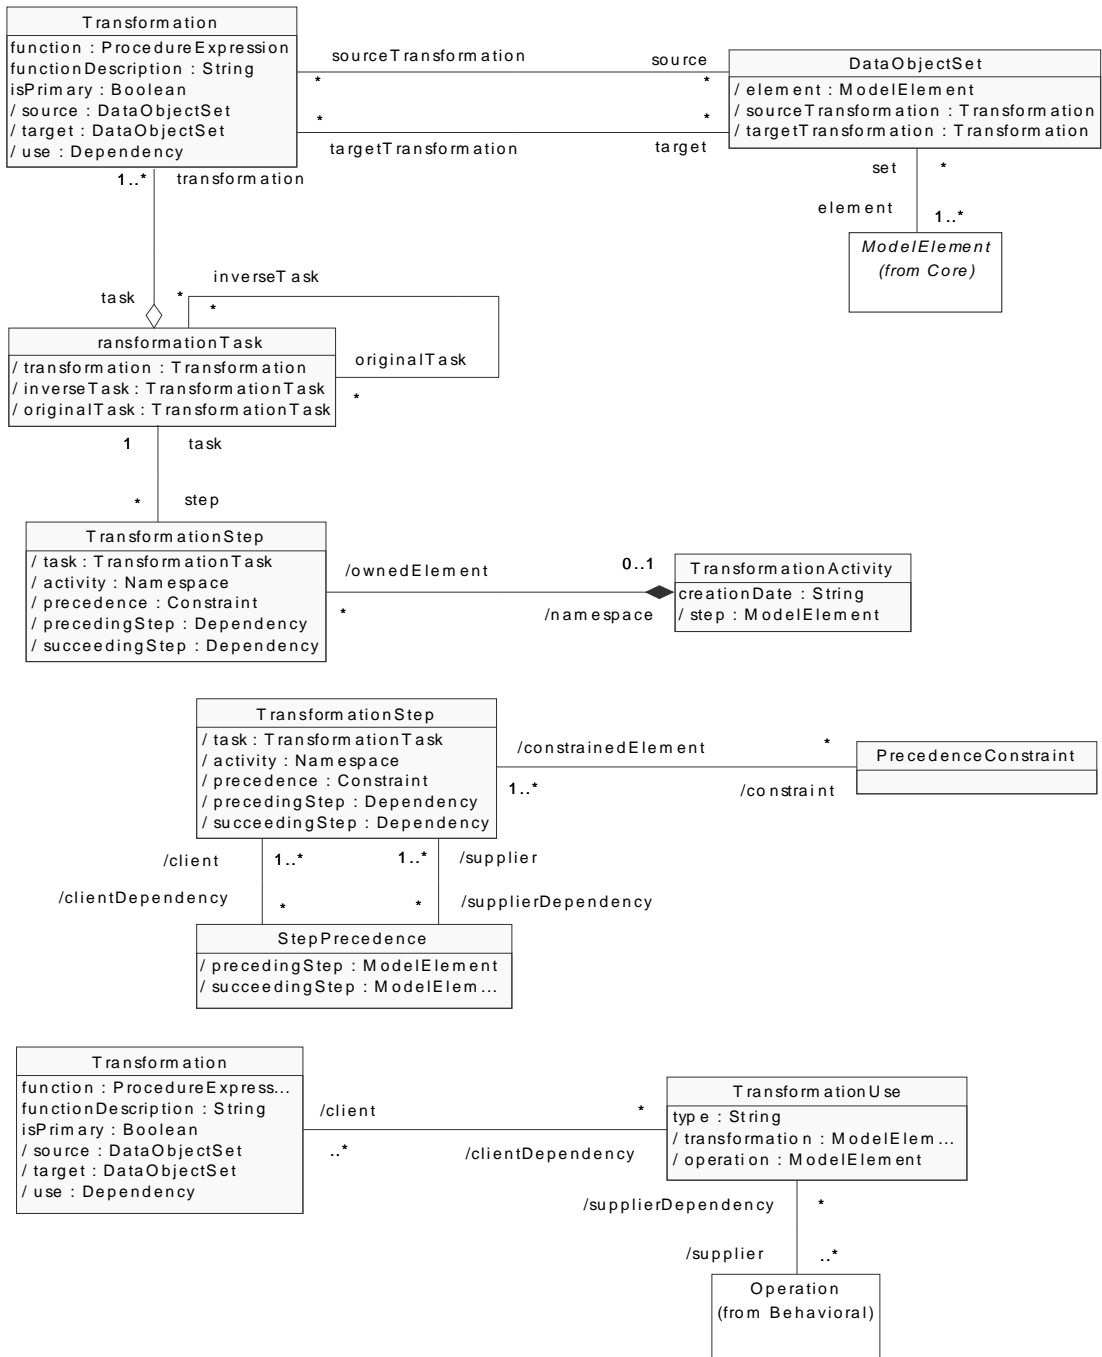 Transformation
function : ProcedureExpression
functionDescription : String
isPrimary : Boolean
/ source : DataObjectSet
/ target : DataObjectSet
/ use : Dependency
sourceTransformation
source
*
*
*
*
targetTransformation
target
DataObjectSet
/ element : ModelElement
/ sourceTransformation : Transformation
/ targetTransformation : Transformation
1..*
transformation
set
*
element
1..*
ModelElement
(from Core)
inverseTask
task
*
*
ransformationTask
/ transformation : Transformation
/ inverseTask : TransformationTask
/ originalTask : TransformationTask
originalTask
*
1
task
*
step
TransformationStep
/ task : TransformationTask
/ activity : Namespace
/ precedence : Constraint
/ precedingStep : Dependency
/ succeedingStep : Dependency
/ownedElement
0..1
*
/namespace
TransformationActivity
creationDate : String
/ step : ModelElement
TransformationStep
/ task : TransformationTask
/ activity : Namespace
/ precedence : Constraint
/ precedingStep : Dependency
/ succeedingStep : Dependency
/constrainedElement
*
1..*
/constraint
PrecedenceConstraint
/client
1..*
1..*
/supplier
/clientDependency
*
*
/supplierDependency
StepPrecedence
/ precedingStep : ModelElement
/ succeedingStep : ModelElem...
Transformation
function : ProcedureExpress...
functionDescription : String
isPrimary : Boolean
/ source : DataObjectSet
/ target : DataObjectSet
/ use : Dependency
/client
*
..*
/clientDependency
TransformationUse
type : String
/ transformation : ModelElem...
/ operation : ModelElement
/supplierDependency
*
/supplier
..*
Operation
(from Behavioral)